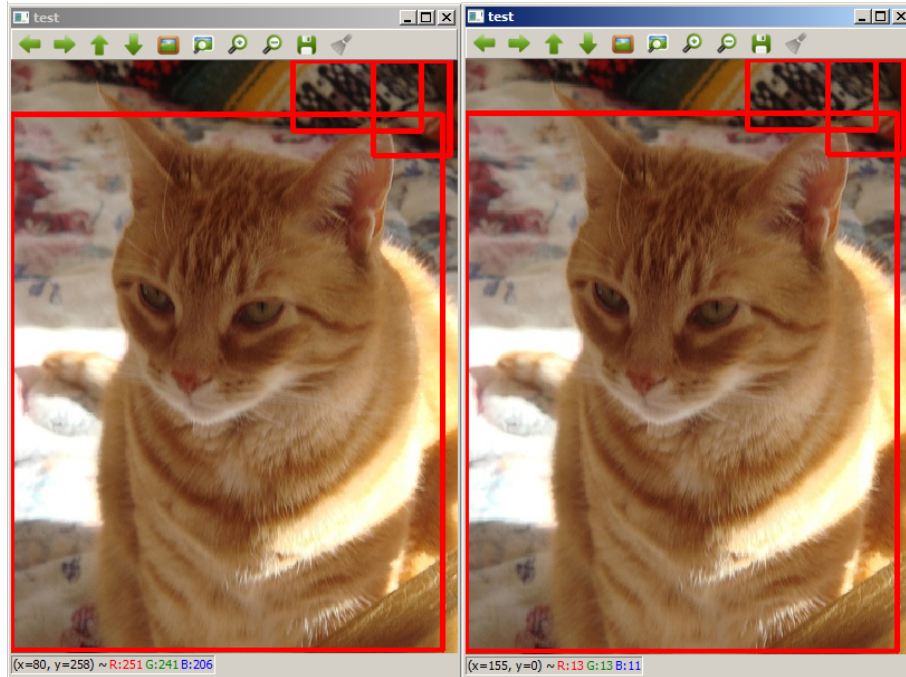 test
test
(x=80, y=258) ~ R:251 G:241 B:206
(x=155, y=0) ~ R:13 G:13 B:11